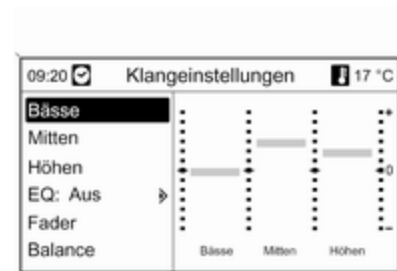 09:20 Klangeinstellungen 17 °C
Bässe
Mitten
Höhen
EQ: Aus
Fader
Balance
+
0
–
Bässe Mitten Höhen